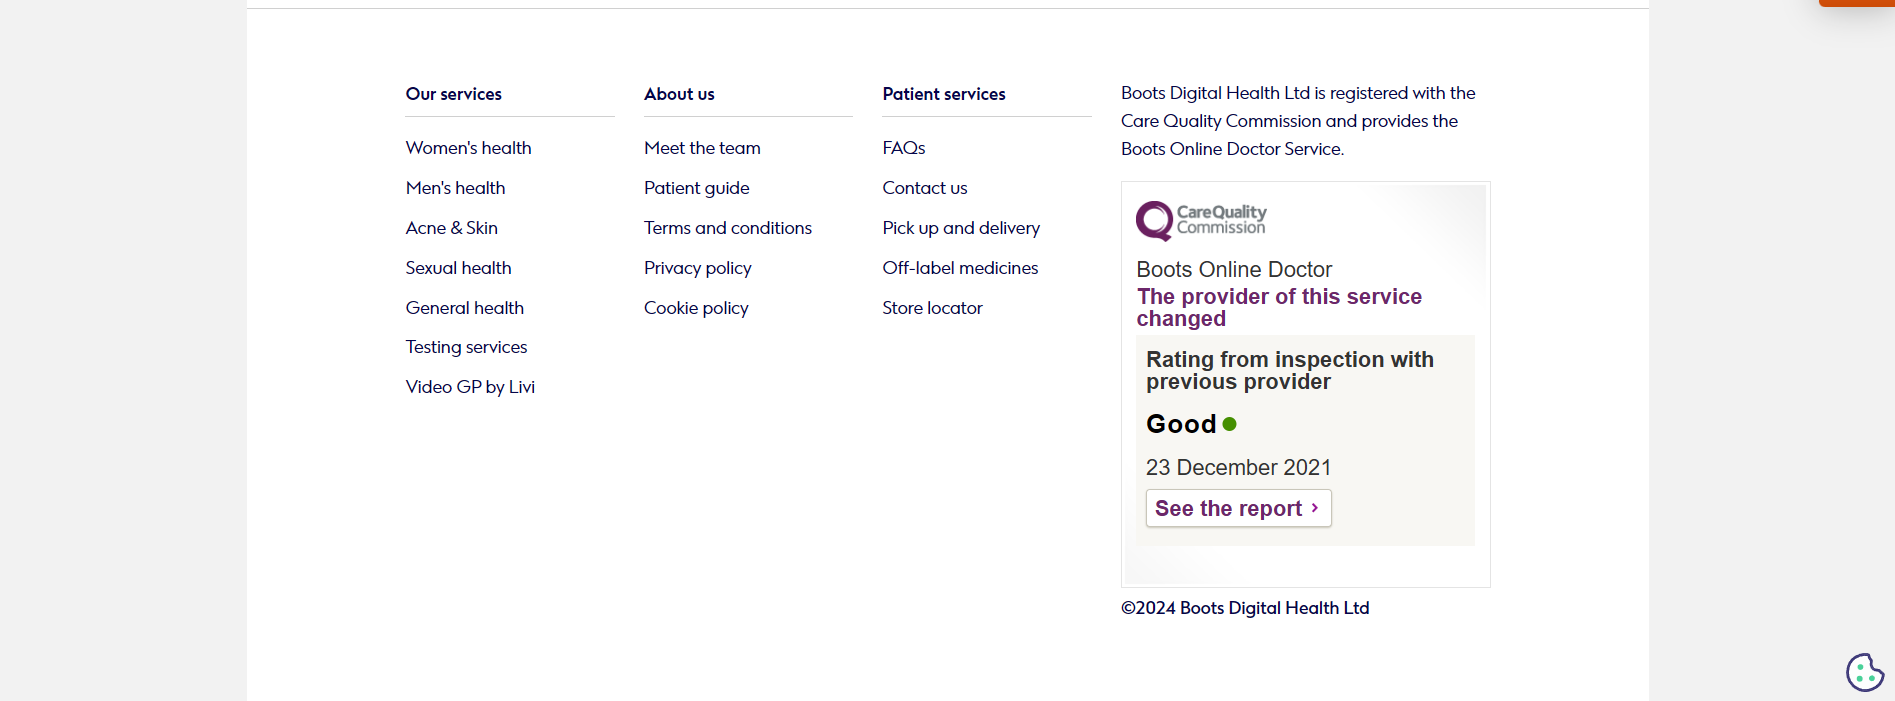 Our services
Women's health
Men's health
Acne & Skin
Sexual health
General health
Testing services
Video GP by Livi
About us
Meet the team
Patient guide
Terms and conditions
Privacy policy
Cookie policy
Patient services
FAQs
Contact us
Pick up and delivery
Off-label medicines
Store locator
Boots Digital Health Ltd is registered with the
Care Quality Commission and provides the
Boots Online Doctor Service.
CareQuality
Commission
Boots Online Doctor
The provider of this service
changed
Rating from inspection with
previous provider
Good
23 December 2021
See the report ›
©2024 Boots Digital Health Ltd